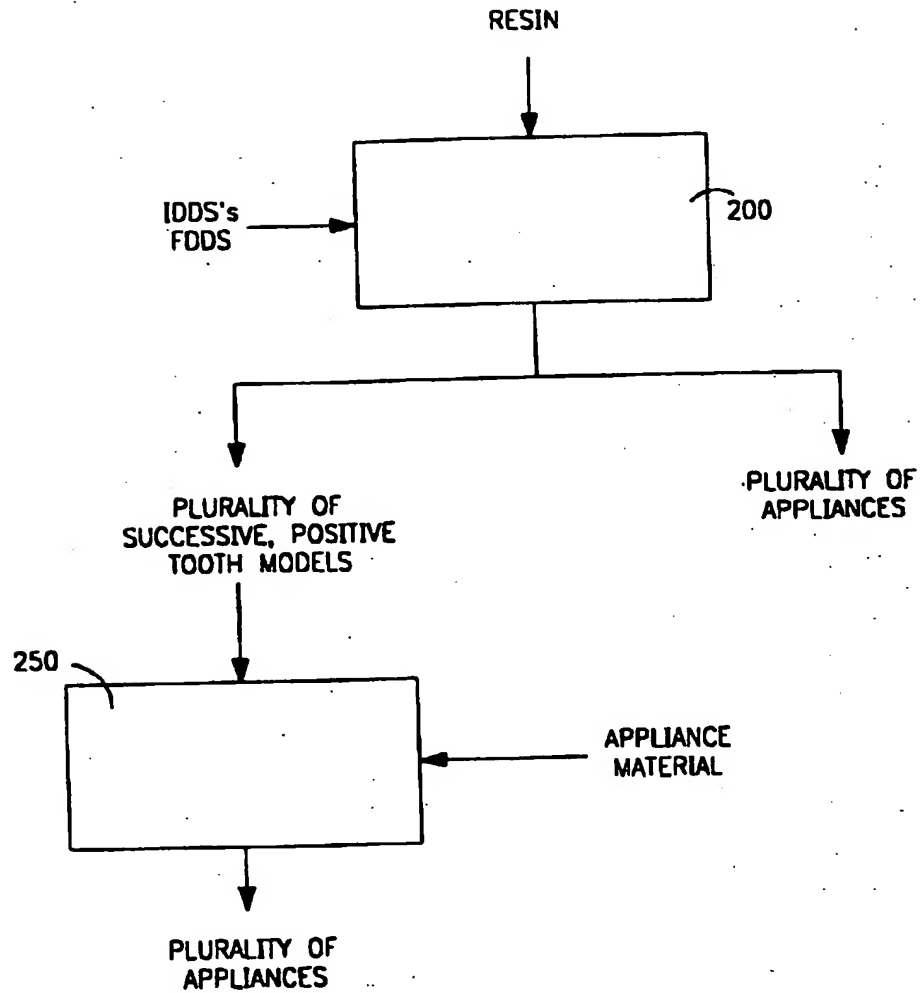 RESIN
IDDS's
FDDS
200
PLURALITY OF
SUCCESSIVE, POSITIVE
TOOTH MODELS
PLURALITY OF
APPLIANCES
250
APPLIANCE
MATERIAL
PLURALITY OF
APPLIANCES